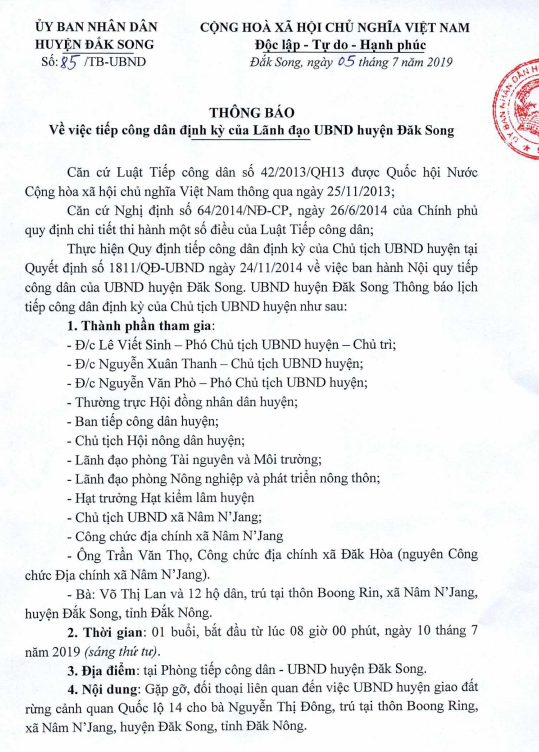 ỦY BAN NHÂN DÂN
HUYỆN ĐẮK SONG
Số: 85 /TB-UBND
CỘNG HOÀ XÃ HỘI CHỦ NGHĨA VIỆT NAM
Độc lập - Tự do - Hạnh phúc
Đắk Song, ngày 05 tháng 7 năm 2019
THÔNG BÁO
Về việc tiếp công dân định kỳ của Lãnh đạo UBND huyện Đăk Song
Căn cứ Luật Tiếp công dân số 42/2013/QH13 được Quốc hội Nước
Cộng hòa xã hội chủ nghĩa Việt Nam thông qua ngày 25/11/2013;
Căn cứ Nghị định số 64/2014/NĐ-CP, ngày 26/6/2014 của Chính phủ
quy định chi tiết thi hành một số điều của Luật Tiếp công dân;
Thực hiện Quy định tiếp công dân định kỳ của Chủ tịch UBND huyện tại
Quyết định số 1811/QĐ-UBND ngày 24/11/2014 về việc ban hành Nội quy tiếp
công dân của UBND huyện Đăk Song. UBND huyện Đăk Song Thông báo lịch
tiếp công dân định kỳ của Chủ tịch UBND huyện như sau:
1. Thành phần tham gia:
- Đ/c Lê Viết Sinh – Phó Chủ tịch UBND huyện – Chủ trì;
- Đ/c Nguyễn Xuân Thanh – Chủ tịch UBND huyện;
- Đ/c Nguyễn Văn Phò – Phó Chủ tịch UBND huyện;
- Thường trực Hội đồng nhân dân huyện;
- Ban tiếp công dân huyện;
- Chủ tịch Hội nông dân huyện;
- Lãnh đạo phòng Tài nguyên và Môi trường;
- Lãnh đạo phòng Nông nghiệp và phát triển nông thôn;
- Hạt trưởng Hạt kiểm lâm huyện
- Chủ tịch UBND xã Nâm N’Jang;
- Công chức địa chính xã Nâm N’Jang
- Ông Trần Văn Thọ, Công chức địa chính xã Đăk Hòa (nguyên Công
chức Địa chính xã Nâm N’Jang).
- Bà: Võ Thị Lan và 12 hộ dân, trú tại thôn Boong Rin, xã Nâm N’Jang,
huyện Đắk Song, tỉnh Đắk Nông.
2. Thời gian: 01 buổi, bắt đầu từ lúc 08 giờ 00 phút, ngày 10 tháng 7
năm 2019 (sáng thứ tư).
3. Địa điểm: tại Phòng tiếp công dân - UBND huyện Đăk Song.
4. Nội dung: Gặp gỡ, đối thoại liên quan đến việc UBND huyện giao đất
rừng cảnh quan Quốc lộ 14 cho bà Nguyễn Thị Đông, trú tại thôn Boong Ring,
xã Nâm N’Jang, huyện Đăk Song, tỉnh Đăk Nông.